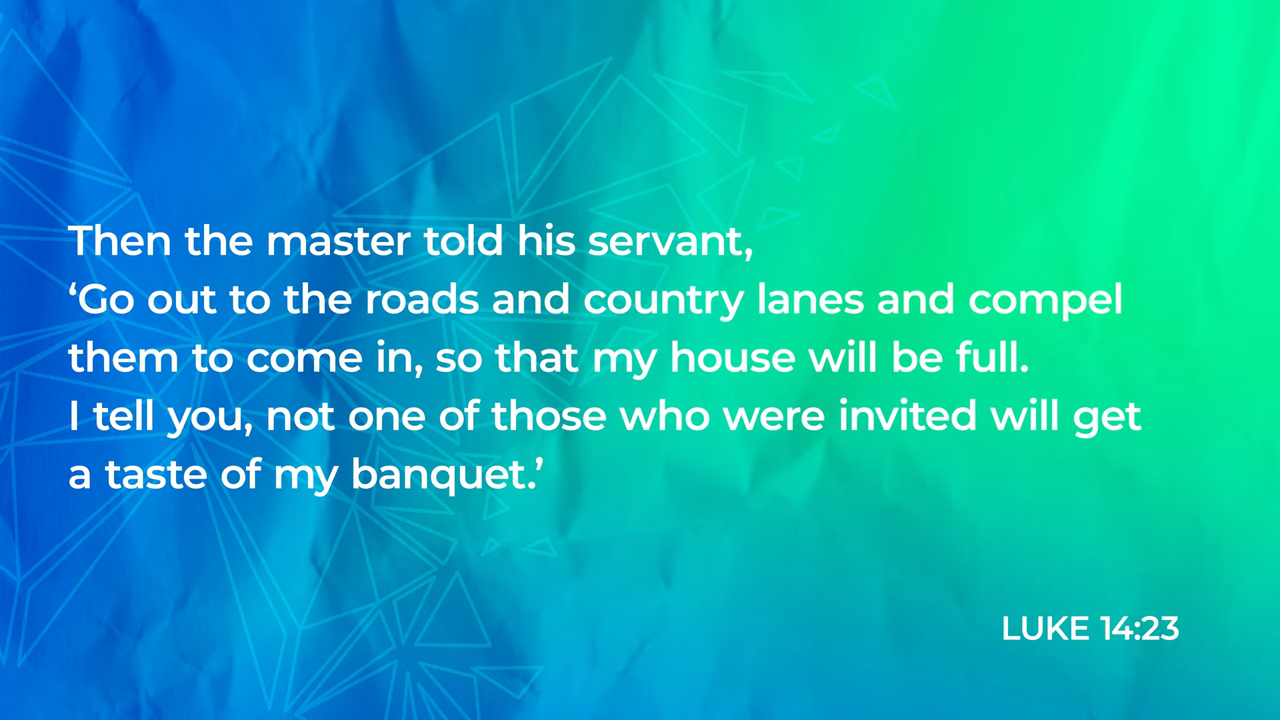 Then the master told his servant,
‘Go out to the roads and country lanes and compel
them to come in, so that my house will be full.
I tell you, not one of those who were invited will get
a taste of my banquet.’
LUKE 14:23